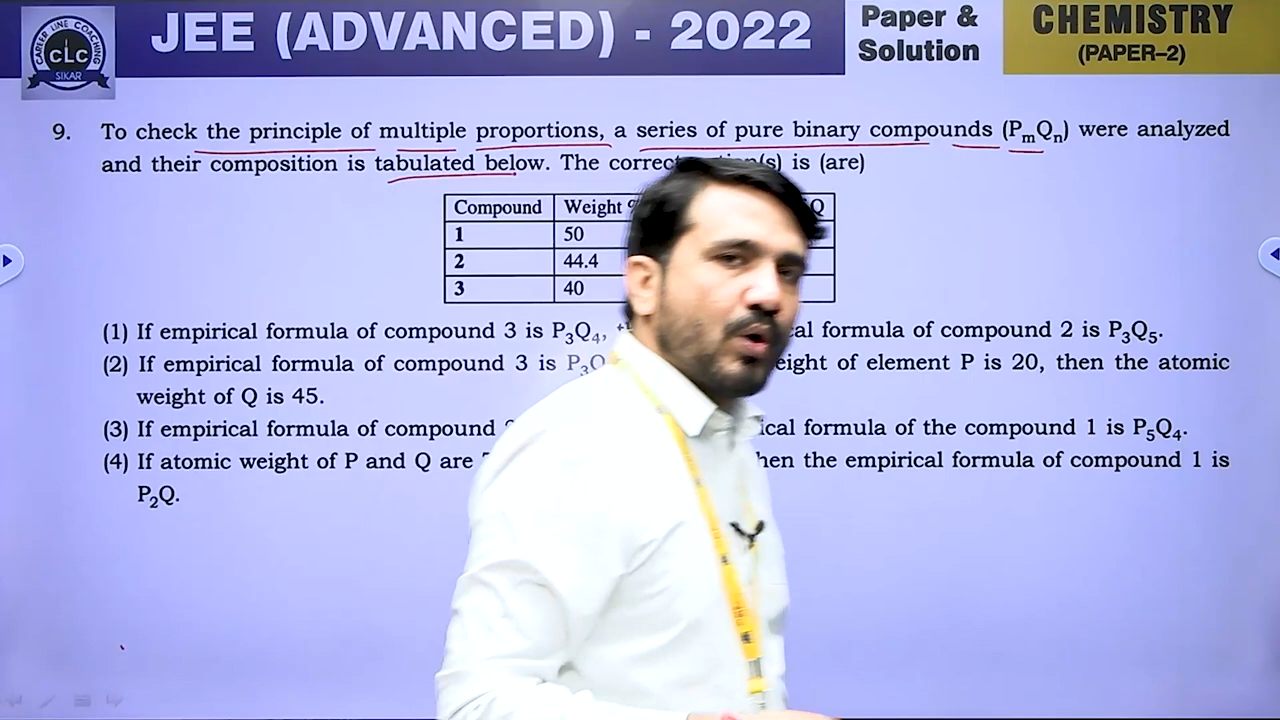 CAREER LINE COACHING
CLC
SIKAR
JEE (ADVANCED) - 2022
Paper &
Solution
CHEMISTRY
(PAPER–2)
9. To check the principle of multiple proportions, a series of pure binary compounds (PmQn) were analyzed
and their composition is tabulated below. The correct (s) is (are)
Compound Weight Q
1 50
2 44.4
3 40
(1) If empirical formula of compound 3 is P3Q4, al formula of compound 2 is P3Q5.
(2) If empirical formula of compound 3 is P3 eight of element P is 20, then the atomic
weight of Q is 45.
(3) If empirical formula of compound ical formula of the compound 1 is P5Q4.
(4) If atomic weight of P and Q are then the empirical formula of compound 1 is
P2Q.